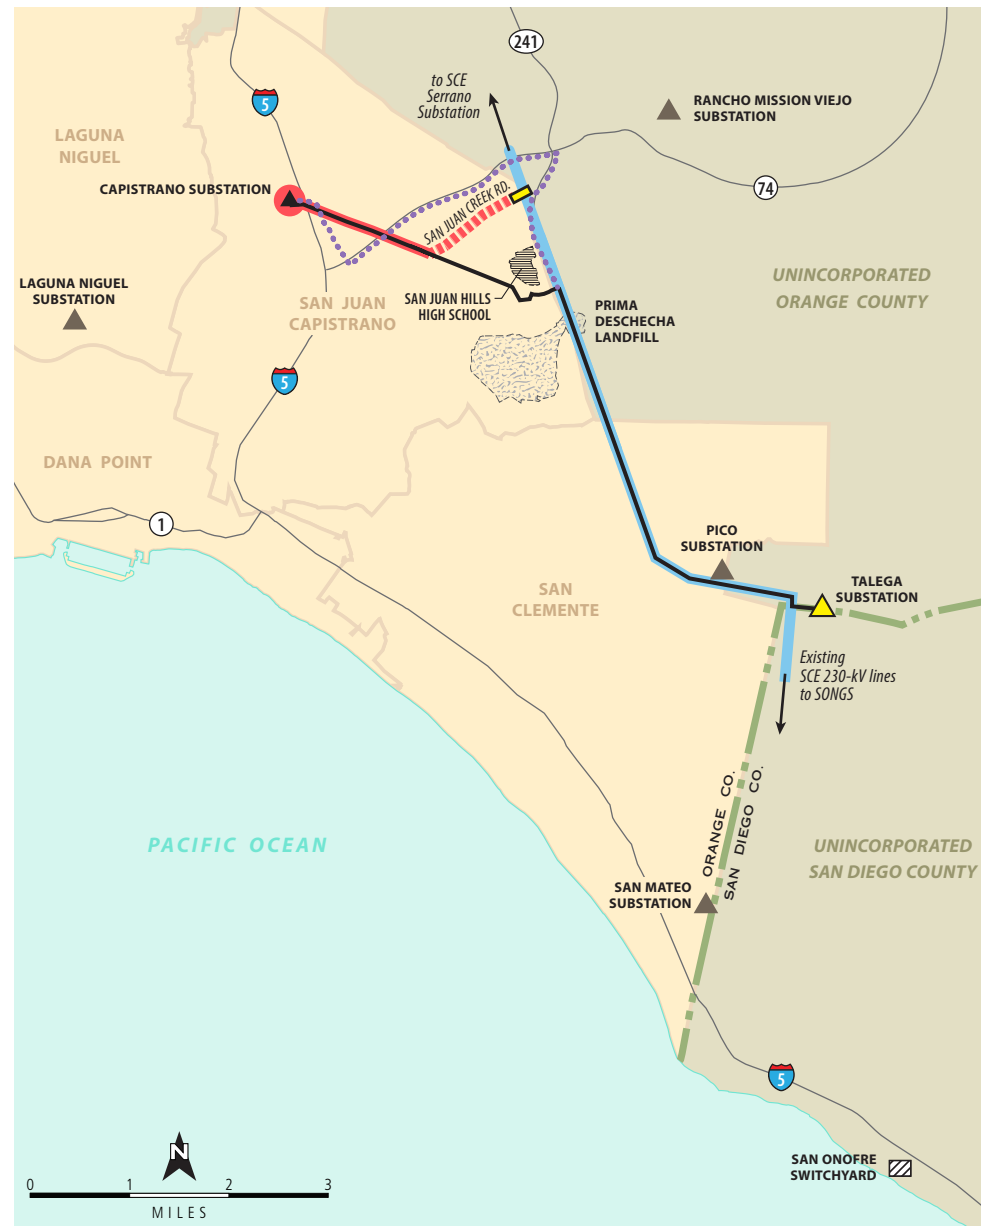 241
to SCE
Serrano
Substation
5
RANCHO MISSION VIEJO
SUBSTATION
LAGUNA
NIGUEL
CAPISTRANO SUBSTATION
74
SAN JUAN CREEK RD.
LAGUNA NIGUEL
SUBSTATION
SAN JUAN
CAPISTRANO
SAN JUAN HILLS
HIGH SCHOOL
PRIMA
DESCHECHA
LANDFILL
UNINCORPORATED
ORANGE COUNTY
5
DANA POINT
1
PICO
SUBSTATION
SAN
CLEMENTE
TALEGA
SUBSTATION
Existing
SCE 230-kV lines
to SONGS
ORANGE CO.
SAN DIEGO CO.
PACIFIC OCEAN
UNINCORPORATED
SAN DIEGO COUNTY
SAN MATEO
SUBSTATION
5
N
SAN ONOFRE
SWITCHYARD
0 1 2 3
MILES